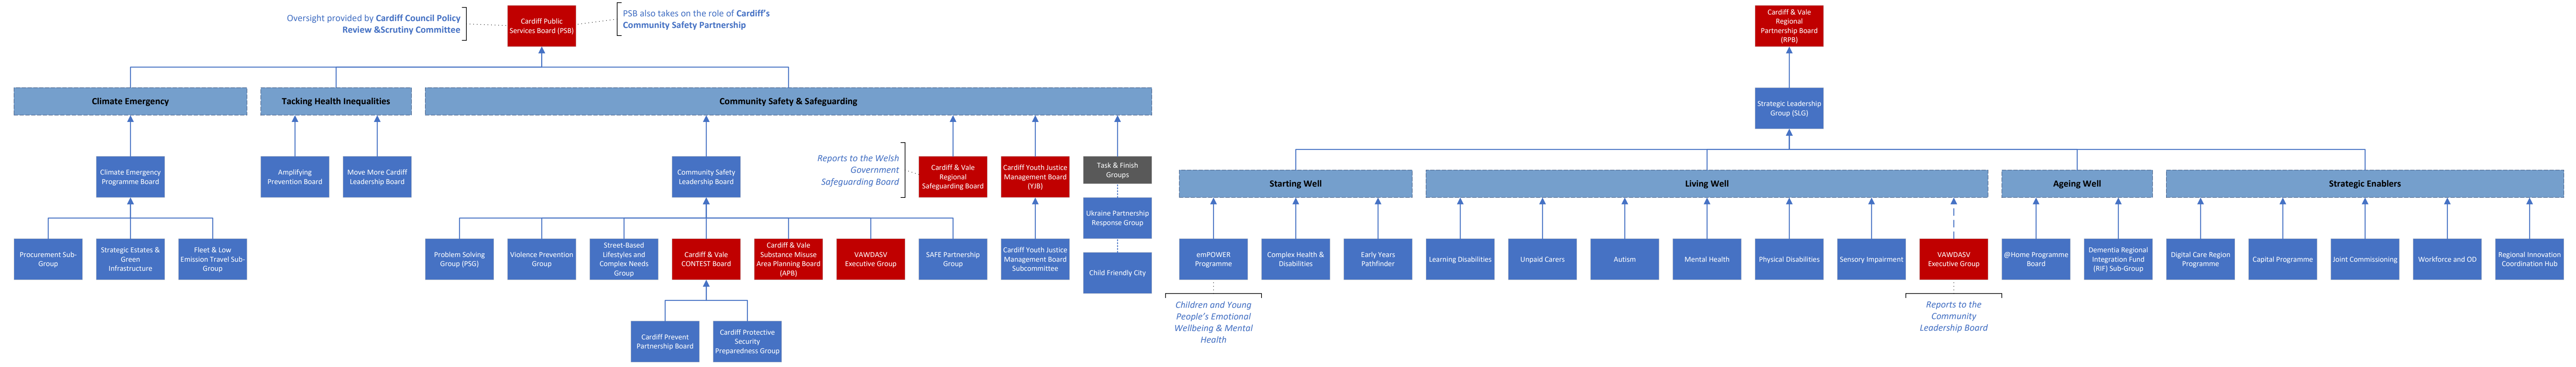 Oversight provided by Cardiff Council Policy
Review &Scrutiny Committee
Cardiff Public
Services Board (PSB)
PSB also takes on the role of Cardiff's
Community Safety Partnership
Climate Emergency
Tacking Health Inequalities
Community Safety & Safeguarding
Climate Emergency
Programme Board
Amplifying
Prevention Board
Move More Cardiff
Leadership Board
Community Safety
Leadership Board
Reports to the Welsh
Government
Safeguarding Board
Cardiff & Vale
Regional
Safeguarding Board
Cardiff Youth Justice
Management Board
(YJB)
Task & Finish
Groups
Ukraine Partnership
Response Group
Procurement Sub-
Group
Strategic Estates &
Green
Infrastructure
Fleet & Low
Emission Travel Sub-
Group
Problem Solving
Group (PSG)
Violence Prevention
Group
Street-Based
Lifestyles and
Complex Needs
Group
Cardiff & Vale
CONTEST Board
Cardiff & Vale
Substance Misuse
Area Planning Board
(APB)
VAWDASV
Executive Group
SAFE Partnership
Group
Cardiff Youth Justice
Management Board
Subcommittee
Child Friendly City
Cardiff Prevent
Partnership Board
Cardiff Protective
Security
Preparedness Group
Cardiff & Vale
Regional
Partnership Board
(RPB)
Strategic Leadership
Group (SLG)
Starting Well
Living Well
Ageing Well
Strategic Enablers
emPOWER
Programme
Complex Health &
Disabilities
Early Years
Pathfinder
Learning Disabilities
Unpaid Carers
Autism
Mental Health
Physical Disabilities
Sensory Impairment
VAWDASV
Executive Group
@Home Programme
Board
Dementia Regional
Integration Fund
(RIF) Sub-Group
Digital Care Region
Programme
Capital Programme
Joint Commissioning
Workforce and OD
Regional Innovation
Coordination Hub
Children and Young
People's Emotional
Wellbeing & Mental
Health
Reports to the
Community
Leadership Board